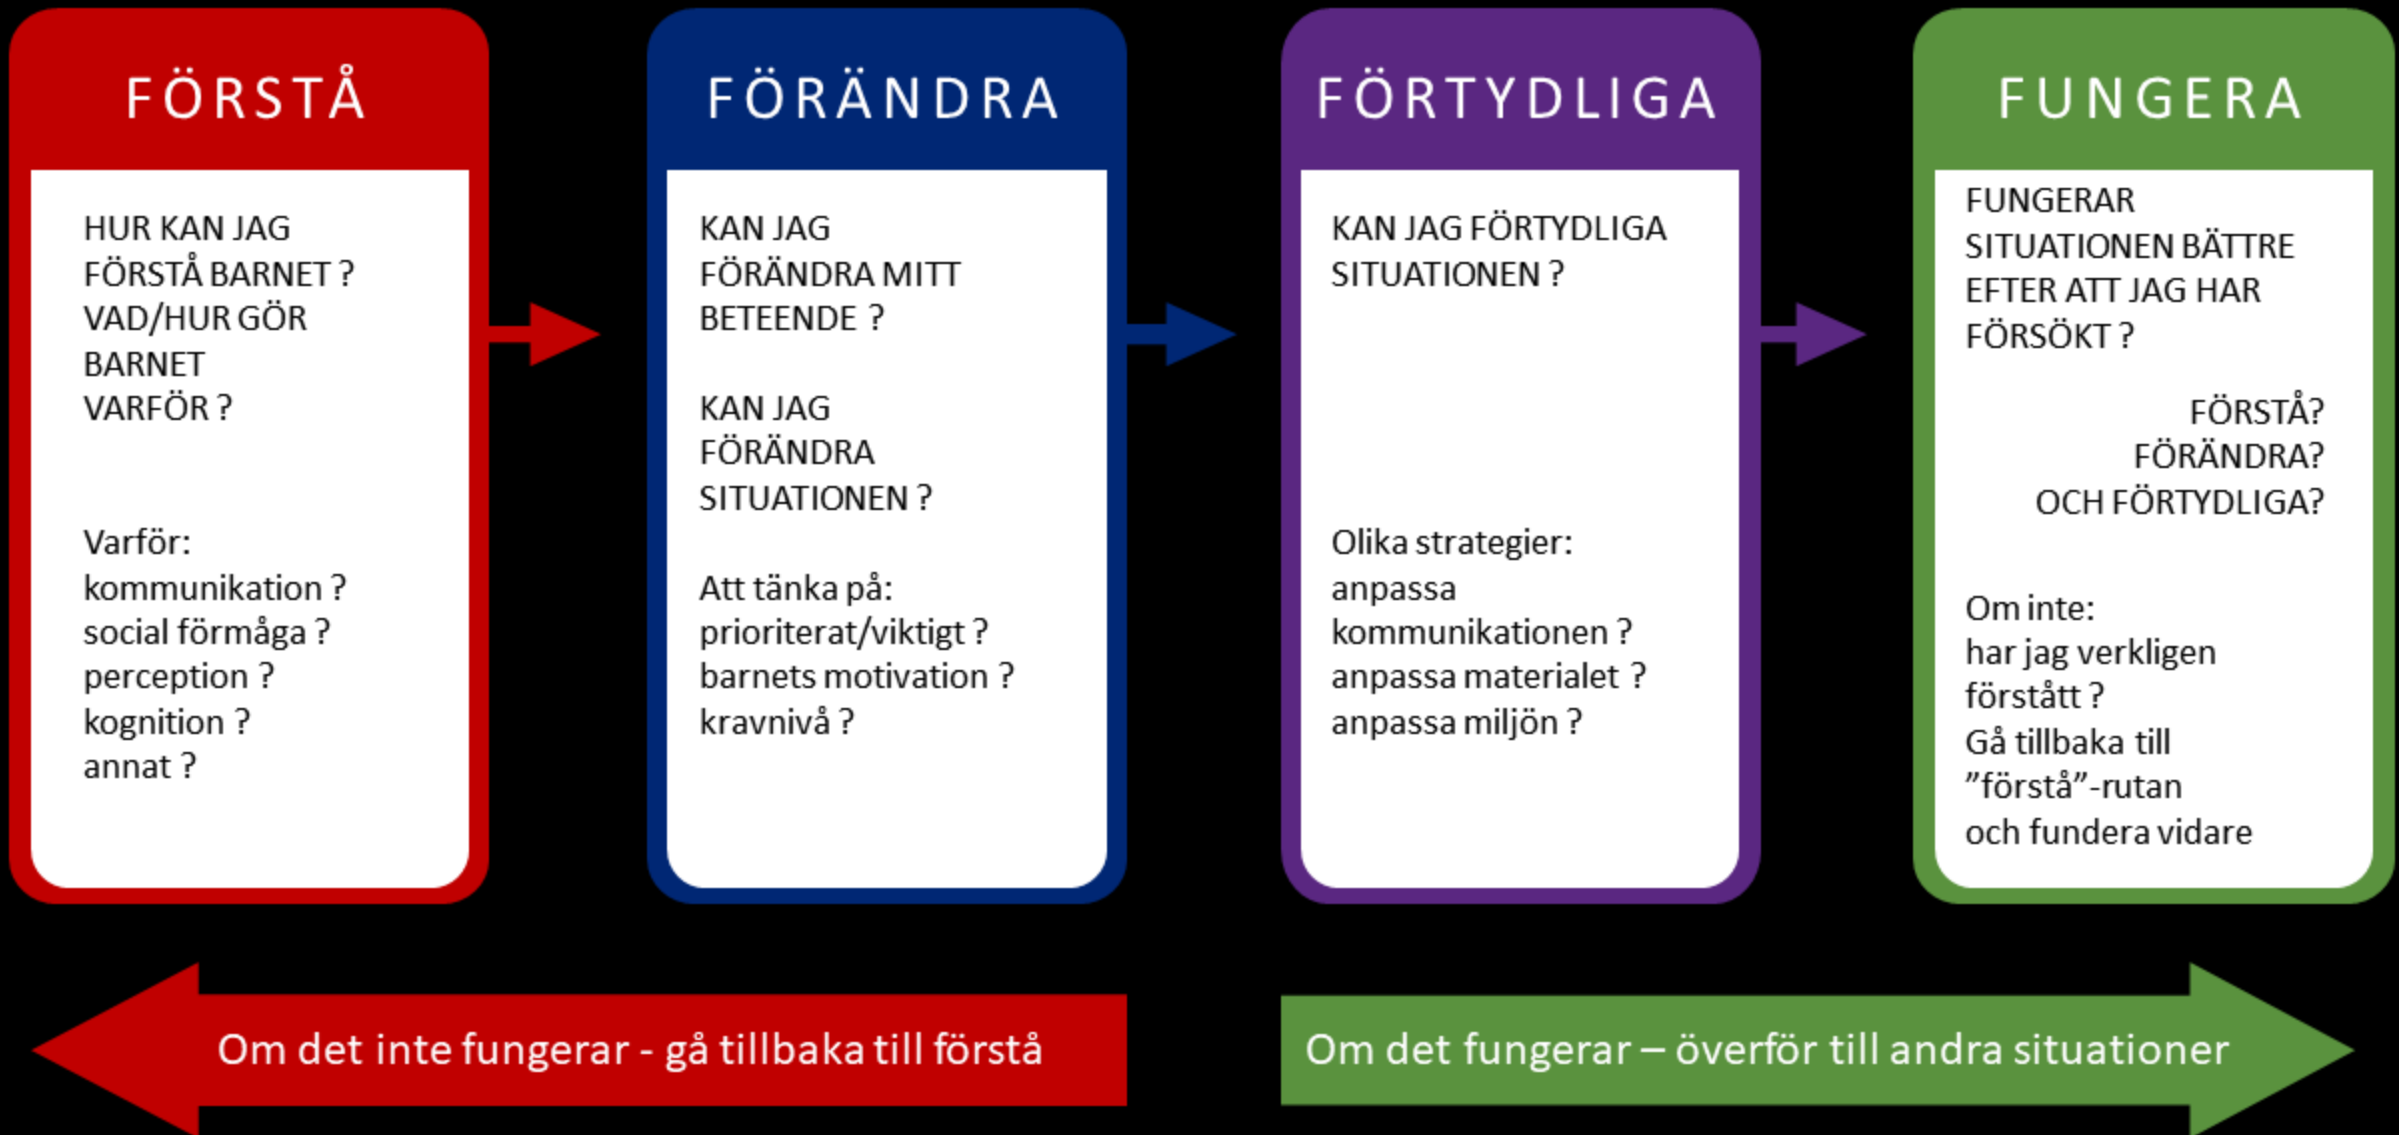 FÖRSTÅ
HUR KAN JAG
FÖRSTÅ BARNET ?
VAD/HUR GÖR
BARNET
VARFÖR ?
Varför:
kommunikation ?
social förmåga ?
perception ?
kognition ?
annat ?
FÖRÄNDRA
KAN JAG
FÖRÄNDRA MITT
BETEENDE ?
KAN JAG
FÖRÄNDRA
SITUATIONEN ?
Att tänka på:
prioriterat/viktigt ?
barnets motivation ?
kravnivå ?
FÖRTYDLIGA
KAN JAG FÖRTYDLIGA
SITUATIONEN ?
Olika strategier:
anpassa
kommunikationen ?
anpassa materialet ?
anpassa miljön ?
FUNGERA
FUNGERAR
SITUATIONEN BÄTTRE
EFTER ATT JAG HAR
FÖRSÖKT ?
FÖRSTÅ?
FÖRÄNDRA?
OCH FÖRTYDLIGA?
Om inte:
har jag verkligen
förstått ?
Gå tillbaka till
”förstå”-rutan
och fundera vidare
Om det inte fungerar - gå tillbaka till förstå
Om det fungerar – överför till andra situationer